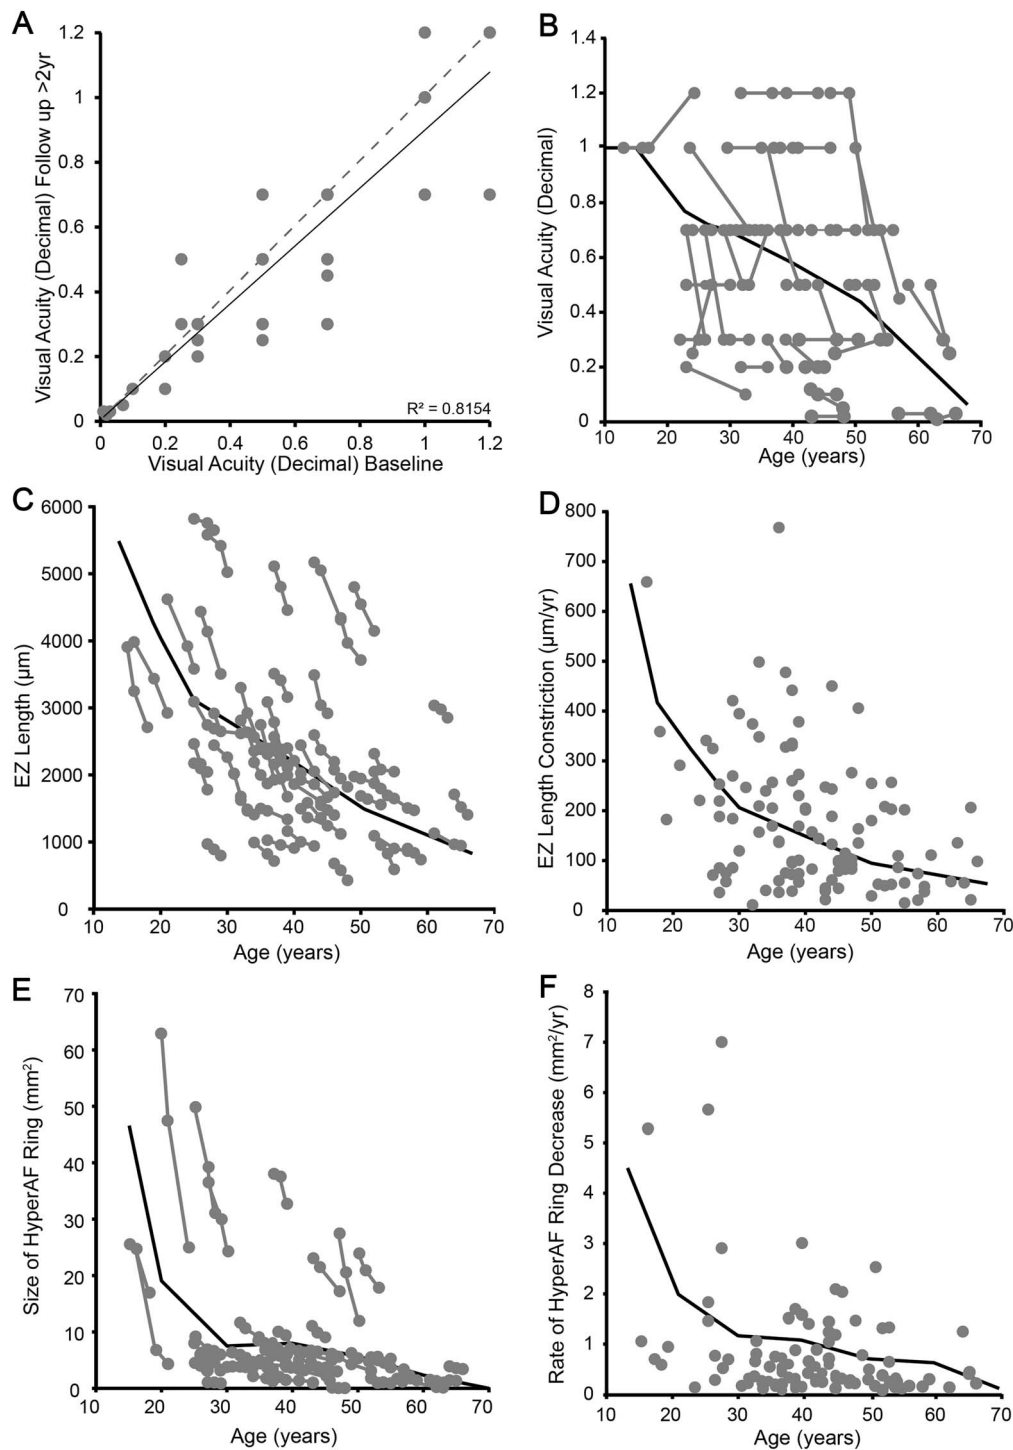 A
Visual Acuity (Decimal) Follow up >2yr
1.2
1
0.8
0.6
0.4
0.2
0
R² = 0.8154
0 0.2 0.4 0.6 0.8 1 1.2
Visual Acuity (Decimal) Baseline
B
Visual Acuity (Decimal)
1.4
1.2
1
0.8
0.6
0.4
0.2
0
10 20 30 40 50 60 70
Age (years)
C
EZ Length (µm)
6000
5000
4000
3000
2000
1000
0
10 20 30 40 50 60 70
Age (years)
D
EZ Length Constriction (µm/yr)
800
700
600
500
400
300
200
100
0
10 20 30 40 50 60 70
Age (years)
E
Size of HyperAF Ring (mm²)
70
60
50
40
30
20
10
0
10 20 30 40 50 60 70
Age (years)
F
Rate of HyperAF Ring Decrease (mm²/yr)
8
7
6
5
4
3
2
1
0
10 20 30 40 50 60 70
Age (years)